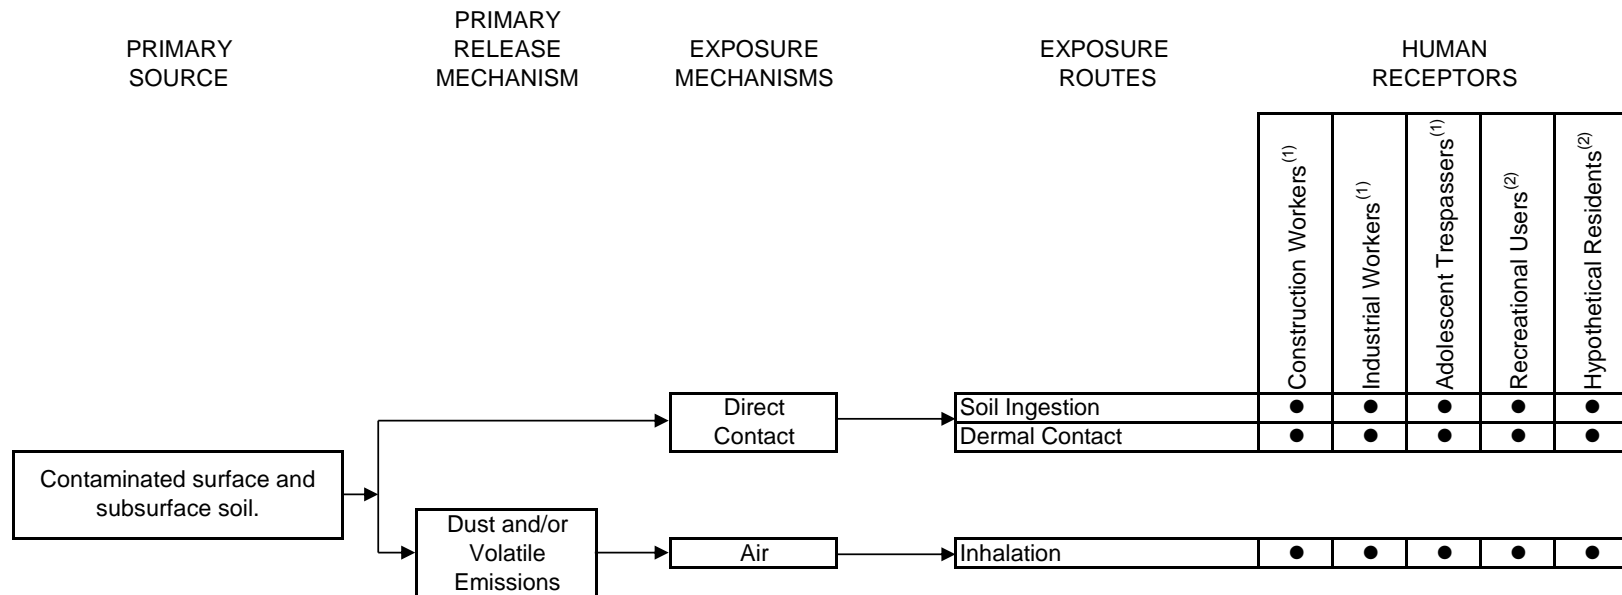 PRIMARY
SOURCE
PRIMARY
RELEASE
MECHANISM
EXPOSURE
MECHANISMS
EXPOSURE
ROUTES
HUMAN
RECEPTORS
Construction Workers(1)
Industrial Workers(1)
Adolescent Trespassers(1)
Recreational Users(2)
Hypothetical Residents(2)
Direct
Contact
Soil Ingestion ● ● ● ● ●
Dermal Contact ● ● ● ● ●
Contaminated surface and
subsurface soil.
Dust and/or
Volatile
Emissions
Air
Inhalation ● ● ● ● ●